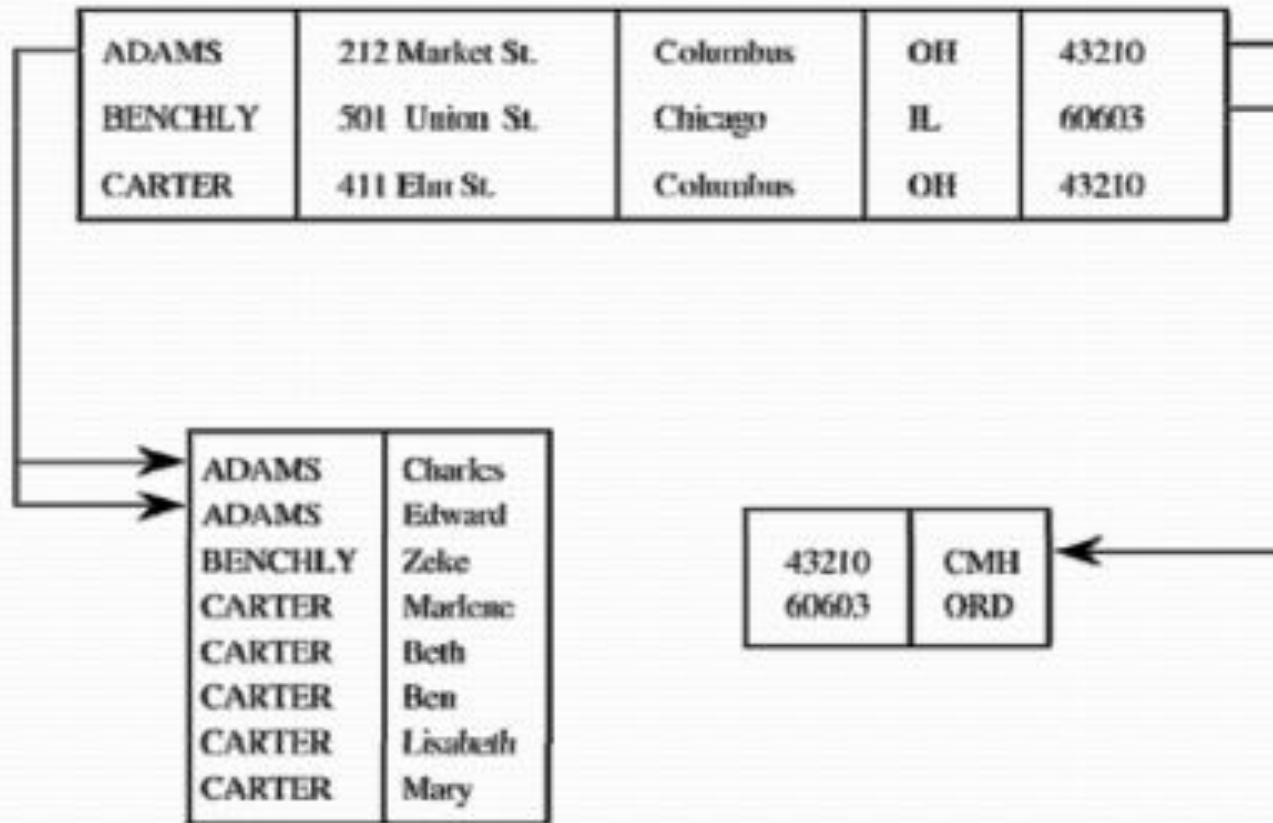 ADAMS 212 Market St. Columbus OH 43210
BENCHLY 501 Union St. Chicago IL 60603
CARTER 411 Elm St. Columbus OH 43210
ADAMS Charles
ADAMS Edward
BENCHLY Zeke
CARTER Marlene
CARTER Beth
CARTER Ben
CARTER Lisabeth
CARTER Mary
43210 CMH
60603 ORD